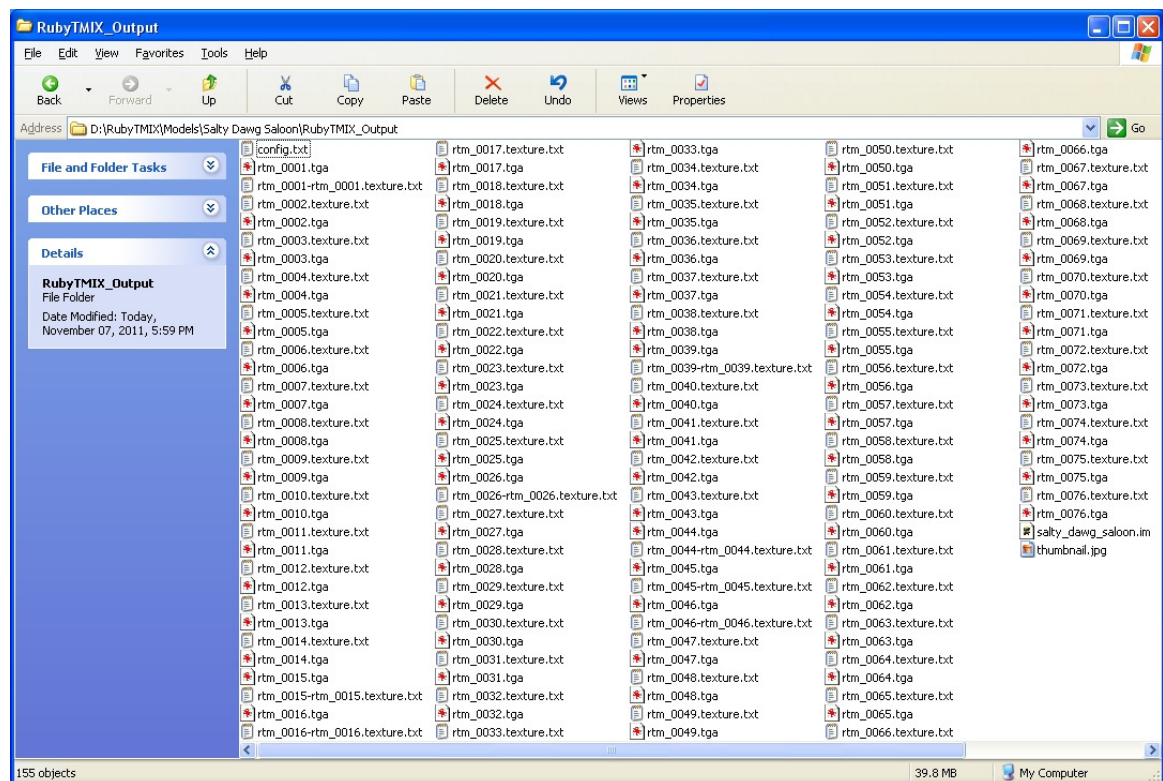 RubyTMIX_Output
File Edit View Favorites Tools Help
Back Forward Up Cut Copy Paste Delete Undo Views Properties
Address D:\RubyTMIX\Models\Salty Dawg Saloon\RubyTMIX_Output Go
File and Folder Tasks
Other Places
Details
RubyTMIX_Output
File Folder
Date Modified: Today,
November 07, 2011, 5:59 PM
config.txt
rtm_0001.tga
rtm_0001-rtm_0001.texture.txt
rtm_0002.texture.txt
rtm_0002.tga
rtm_0003.texture.txt
rtm_0003.tga
rtm_0004.texture.txt
rtm_0004.tga
rtm_0005.texture.txt
rtm_0005.tga
rtm_0006.texture.txt
rtm_0006.tga
rtm_0007.texture.txt
rtm_0007.tga
rtm_0008.texture.txt
rtm_0008.tga
rtm_0009.texture.txt
rtm_0009.tga
rtm_0010.texture.txt
rtm_0010.tga
rtm_0011.texture.txt
rtm_0011.tga
rtm_0012.texture.txt
rtm_0012.tga
rtm_0013.texture.txt
rtm_0013.tga
rtm_0014.texture.txt
rtm_0014.tga
rtm_0015.tga
rtm_0015-rtm_0015.texture.txt
rtm_0016.tga
rtm_0016-rtm_0016.texture.txt
rtm_0017.texture.txt
rtm_0017.tga
rtm_0018.texture.txt
rtm_0018.tga
rtm_0019.texture.txt
rtm_0019.tga
rtm_0020.texture.txt
rtm_0020.tga
rtm_0021.texture.txt
rtm_0021.tga
rtm_0022.texture.txt
rtm_0022.tga
rtm_0023.texture.txt
rtm_0023.tga
rtm_0024.texture.txt
rtm_0024.tga
rtm_0025.texture.txt
rtm_0025.tga
rtm_0026.tga
rtm_0026-rtm_0026.texture.txt
rtm_0027.texture.txt
rtm_0027.tga
rtm_0028.texture.txt
rtm_0028.tga
rtm_0029.texture.txt
rtm_0029.tga
rtm_0030.texture.txt
rtm_0030.tga
rtm_0031.texture.txt
rtm_0031.tga
rtm_0032.texture.txt
rtm_0032.tga
rtm_0033.texture.txt
rtm_0033.tga
rtm_0034.texture.txt
rtm_0034.tga
rtm_0035.texture.txt
rtm_0035.tga
rtm_0036.texture.txt
rtm_0036.tga
rtm_0037.texture.txt
rtm_0037.tga
rtm_0038.texture.txt
rtm_0038.tga
rtm_0039.tga
rtm_0039-rtm_0039.texture.txt
rtm_0040.texture.txt
rtm_0040.tga
rtm_0041.texture.txt
rtm_0041.tga
rtm_0042.texture.txt
rtm_0042.tga
rtm_0043.texture.txt
rtm_0043.tga
rtm_0044.tga
rtm_0044-rtm_0044.texture.txt
rtm_0045.tga
rtm_0045-rtm_0045.texture.txt
rtm_0046.tga
rtm_0046-rtm_0046.texture.txt
rtm_0047.texture.txt
rtm_0047.tga
rtm_0048.texture.txt
rtm_0048.tga
rtm_0049.texture.txt
rtm_0049.tga
rtm_0050.texture.txt
rtm_0050.tga
rtm_0051.texture.txt
rtm_0051.tga
rtm_0052.texture.txt
rtm_0052.tga
rtm_0053.texture.txt
rtm_0053.tga
rtm_0054.texture.txt
rtm_0054.tga
rtm_0055.texture.txt
rtm_0055.tga
rtm_0056.texture.txt
rtm_0056.tga
rtm_0057.texture.txt
rtm_0057.tga
rtm_0058.texture.txt
rtm_0058.tga
rtm_0059.texture.txt
rtm_0059.tga
rtm_0060.texture.txt
rtm_0060.tga
rtm_0061.texture.txt
rtm_0061.tga
rtm_0062.texture.txt
rtm_0062.tga
rtm_0063.texture.txt
rtm_0063.tga
rtm_0064.texture.txt
rtm_0064.tga
rtm_0065.texture.txt
rtm_0065.tga
rtm_0066.texture.txt
rtm_0066.tga
rtm_0067.texture.txt
rtm_0067.tga
rtm_0068.texture.txt
rtm_0068.tga
rtm_0069.texture.txt
rtm_0069.tga
rtm_0070.texture.txt
rtm_0070.tga
rtm_0071.texture.txt
rtm_0071.tga
rtm_0072.texture.txt
rtm_0072.tga
rtm_0073.texture.txt
rtm_0073.tga
rtm_0074.texture.txt
rtm_0074.tga
rtm_0075.texture.txt
rtm_0075.tga
rtm_0076.texture.txt
rtm_0076.tga
salty_dawg_saloon.im
thumbnail.jpg
155 objects 39.8 MB My Computer